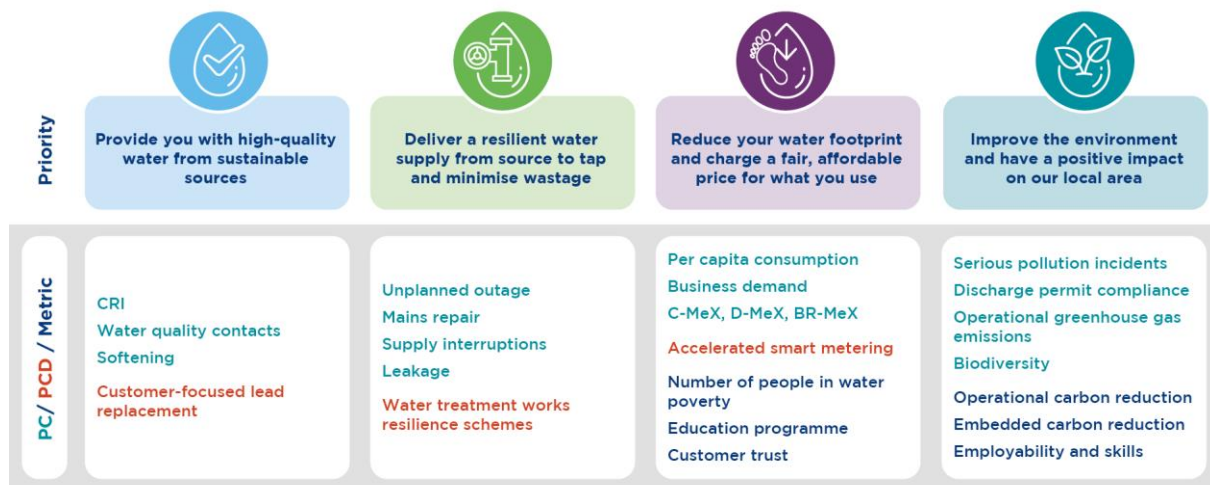 Priority
Provide you with high-quality
water from sustainable
sources
Deliver a resilient water
supply from source to tap
and minimise wastage
Reduce your water footprint
and charge a fair, affordable
price for what you use
Improve the environment
and have a positive impact
on our local area
PC/ PCD / Metric
CRI
Water quality contacts
Softening
Customer-focused lead
replacement
Unplanned outage
Mains repair
Supply interruptions
Leakage
Water treatment works
resilience schemes
Per capita consumption
Business demand
C-MeX, D-MeX, BR-MeX
Accelerated smart metering
Number of people in water
poverty
Education programme
Customer trust
Serious pollution incidents
Discharge permit compliance
Operational greenhouse gas
emissions
Biodiversity
Operational carbon reduction
Embedded carbon reduction
Employability and skills